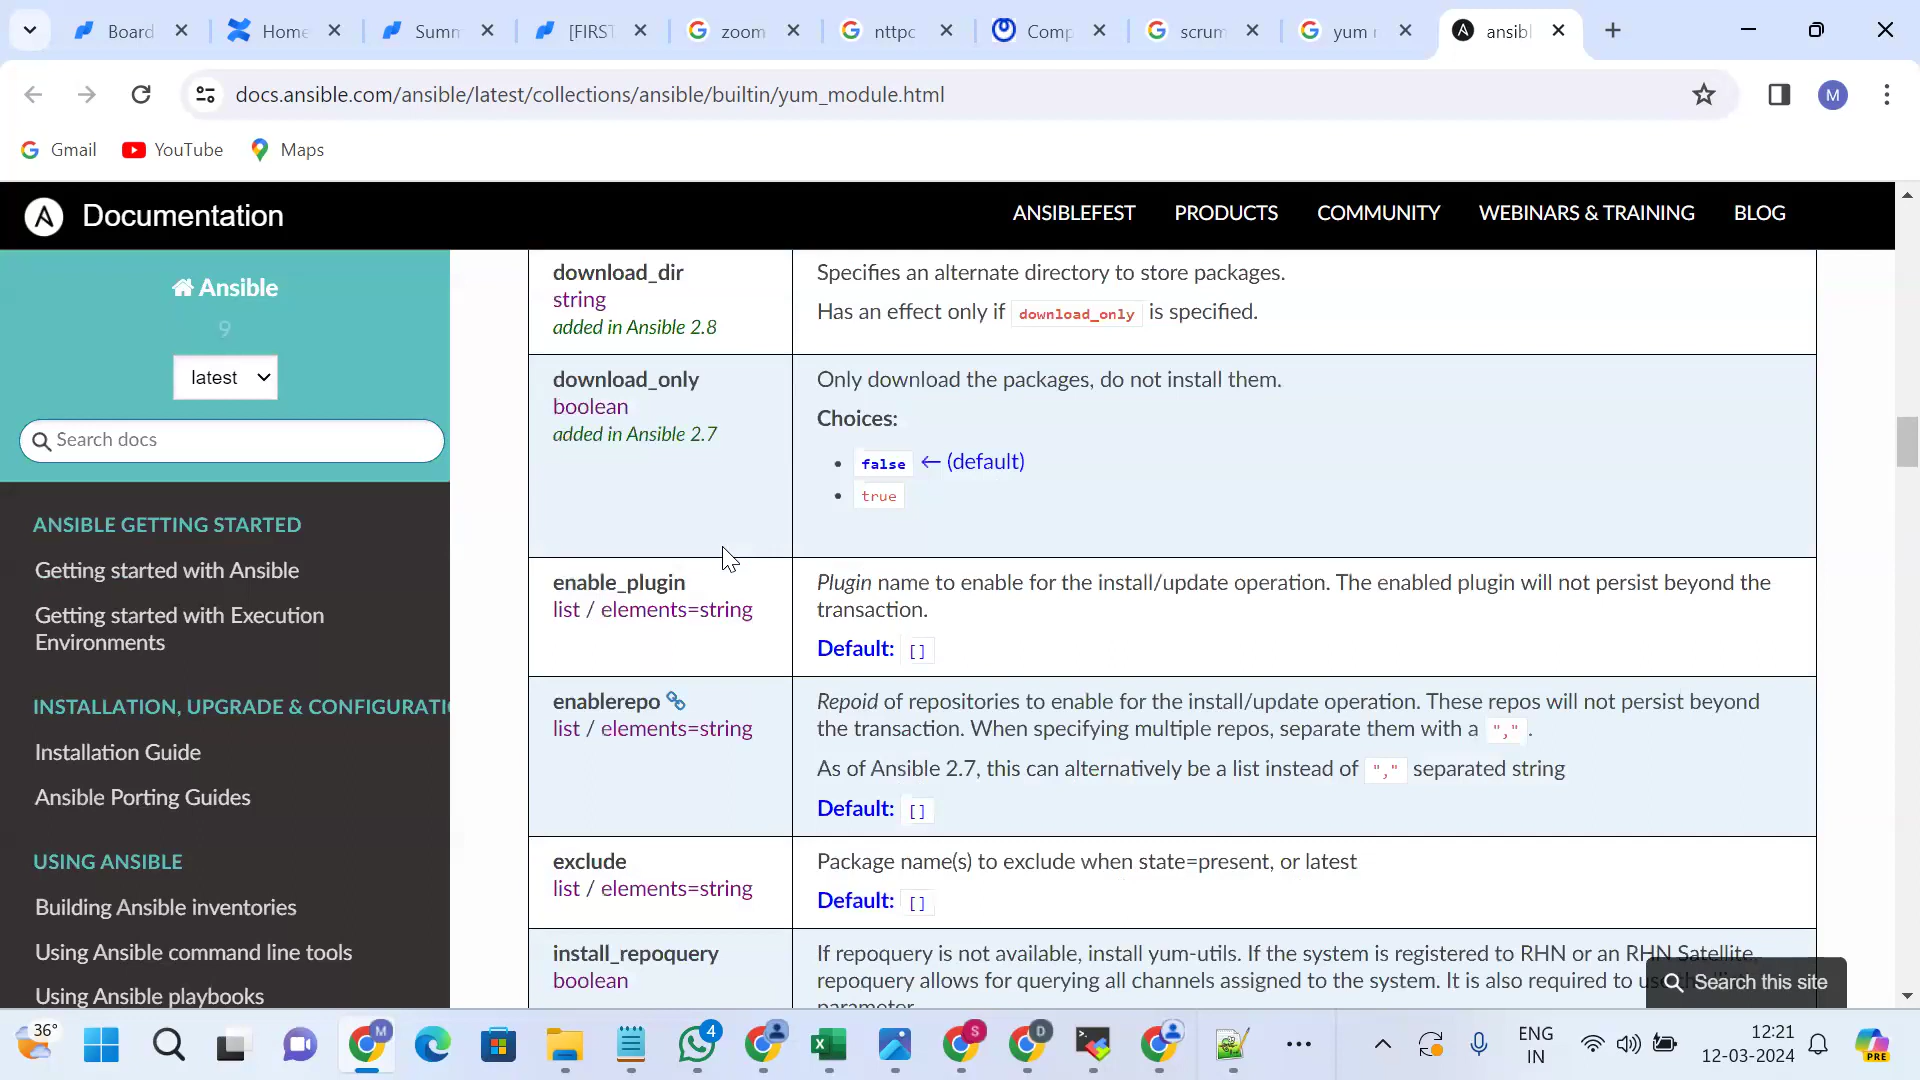 Board
Home
Summ
[FIRST
zoom
nttpc
Comp
scrum
yum
ansibl
docs.ansible.com/ansible/latest/collections/ansible/builtin/yum_module.html
M
Gmail
YouTube
Maps
Documentation
ANSIBLEFEST
PRODUCTS
COMMUNITY
WEBINARS & TRAINING
BLOG
Ansible
9
latest
Search docs
ANSIBLE GETTING STARTED
Getting started with Ansible
Getting started with Execution
Environments
INSTALLATION, UPGRADE & CONFIGURATI
Installation Guide
Ansible Porting Guides
USING ANSIBLE
Building Ansible inventories
Using Ansible command line tools
Using Ansible playbooks
download_dir
string
added in Ansible 2.8
Specifies an alternate directory to store packages.
Has an effect only if download_only is specified.
download_only
boolean
added in Ansible 2.7
Only download the packages, do not install them.
Choices:
false ← (default)
true
enable_plugin
list / elements=string
Plugin name to enable for the install/update operation. The enabled plugin will not persist beyond the
transaction.
Default: []
enablerepo
list / elements=string
Repoid of repositories to enable for the install/update operation. These repos will not persist beyond
the transaction. When specifying multiple repos, separate them with a ",".
As of Ansible 2.7, this can alternatively be a list instead of "," separated string
Default: []
exclude
list / elements=string
Package name(s) to exclude when state=present, or latest
Default: []
install_repoquery
boolean
If repoquery is not available, install yum-utils. If the system is registered to RHN or an RHN Satellite,
repoquery allows for querying all channels assigned to the system. It is also required to
parameter
Search this site
36°
M
4
S
D
ENG
IN
12:21
12-03-2024
PRE